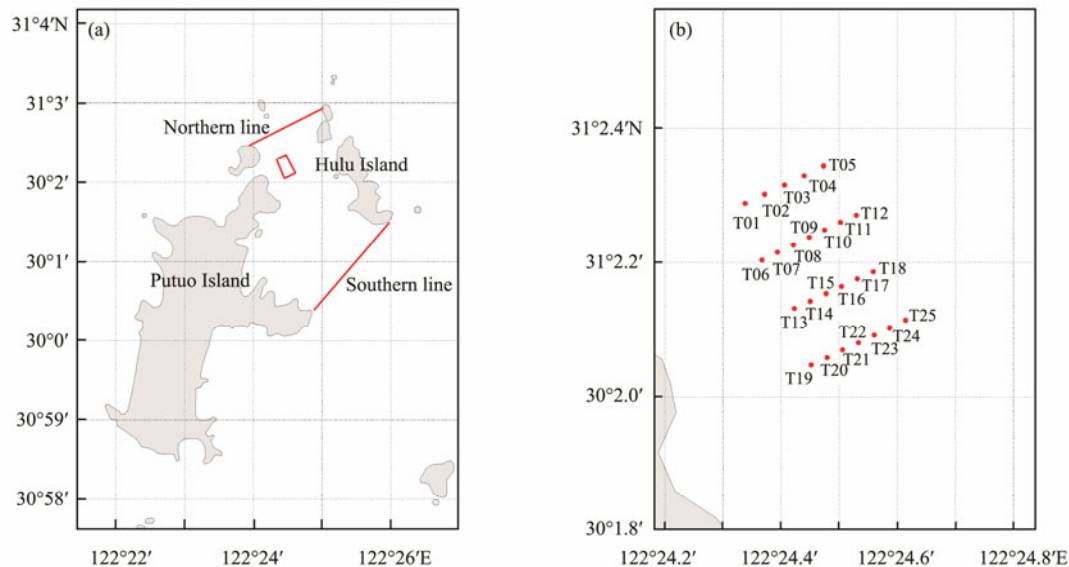 (a)
31°4′N
31°3′
30°2′
30°1′
30°0′
30°59′
30°58′
122°22′
122°24′
122°26′E
Northern line
Hulu Island
Putuo Island
Southern line
(b)
31°2.4′N
31°2.2′
30°2.0′
30°1.8′
122°24.2′
122°24.4′
122°24.6′
122°24.8′E
T05
T04
T03
T02
T01
T12
T11
T09
T10
T08
T07
T06
T18
T17
T15
T16
T14
T13
T25
T24
T22
T23
T21
T20
T19